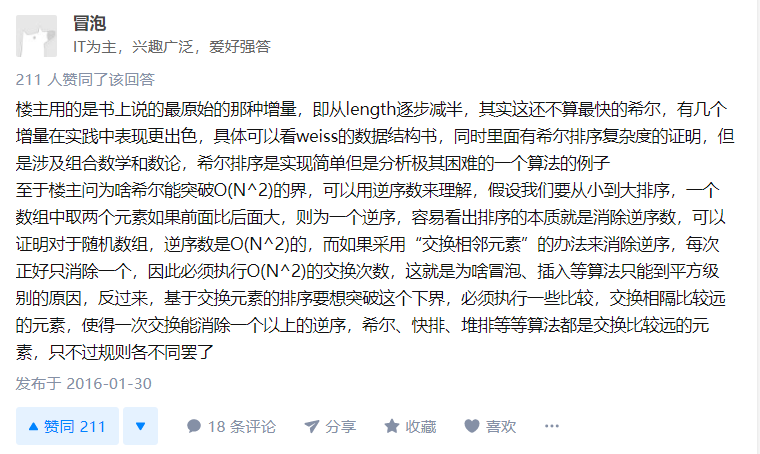 冒泡
IT为主，兴趣广泛，爱好强答
211 人赞同了该回答
楼主用的是书上说的最原始的那种增量，即从length逐步减半，其实这还不算最快的希尔，有几个
增量在实践中表现更出色，具体可以看weiss的数据结构书，同时里面有希尔排序复杂度的证明，但
是涉及组合数学和数论，希尔排序是实现简单但是分析极其困难的一个算法的例子
至于楼主问为啥希尔能突破O(N^2)的界，可以用逆序数来理解，假设我们要从小到大排序，一个
数组中取两个元素如果前面比后面大，则为一个逆序，容易看出排序的本质就是消除逆序数，可以
证明对于随机数组，逆序数是O(N^2)的，而如果采用“交换相邻元素”的办法来消除逆序，每次
正好只消除一个，因此必须执行O(N^2)的交换次数，这就是为啥冒泡、插入等算法只能到平方级
别的原因，反过来，基于交换元素的排序要想突破这个下界，必须执行一些比较，交换相隔比较远
的元素，使得一次交换能消除一个以上的逆序，希尔、快排、堆排等等算法都是交换比较远的元
素，只不过规则各不同罢了
发布于 2016-01-30
赞同 211 18 条评论 分享 收藏 喜欢